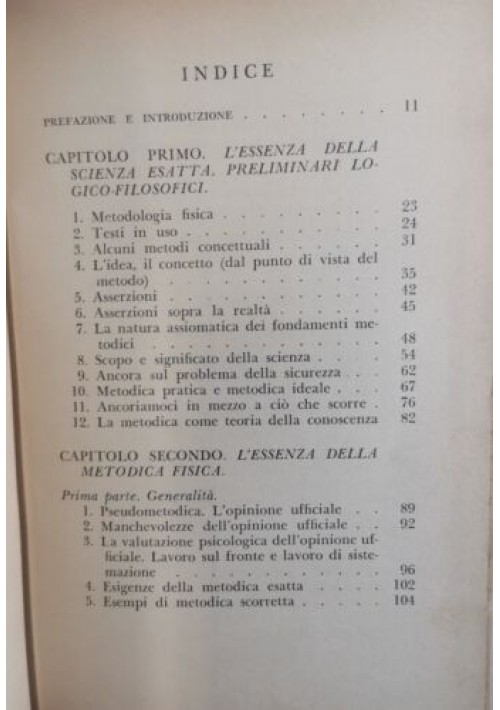 INDICE
PREFAZIONE E INTRODUZIONE . . . . . . . . 11
CAPITOLO PRIMO. L'ESSENZA DELLA
SCIENZA ESATTA. PRELIMINARI LO-
GICO-FILOSOFICI.
1. Metodologia fisica . . . . . . . . . 23
2. Testi in uso . . . . . . . . . . . 24
3. Alcuni metodi concettuali . . . . . . 31
4. L'idea, il concetto (dal punto di vista del
metodo) . . . . . . . . . . . 35
5. Asserzioni . . . . . . . . . . . . 42
6. Asserzioni sopra la realtà . . . . . . 45
7. La natura assiomatica dei fondamenti me-
todici . . . . . . . . . . . . 48
8. Scopo e significato della scienza . . . . 54
9. Ancora sul problema della sicurezza . . . 62
10. Metodica pratica e metodica ideale . . . 67
11. Ancoriamoci in mezzo a ciò che scorre . 76
12. La metodica come teoria della conoscenza 82
CAPITOLO SECONDO. L'ESSENZA DELLA
METODICA FISICA.
Prima parte. Generalità.
1. Pseudometodica. L'opinione ufficiale . . 89
2. Manchevolezze dell'opinione ufficiale . . 92
3. La valutazione psicologica dell'opinione uf-
ficiale. Lavoro sul fronte e lavoro di siste-
mazione . . . . . . . . . . . 96
4. Esigenze della metodica esatta . . . . 102
5. Esempi di metodica scorretta . . . . . 104